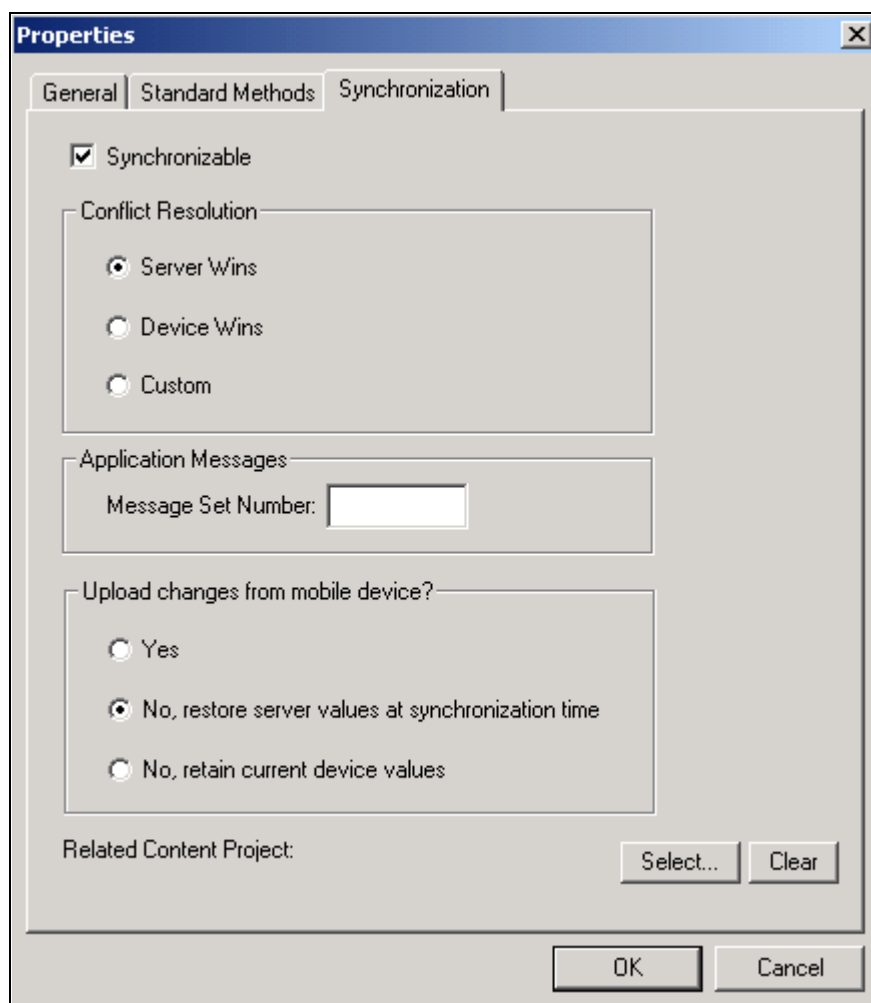 Properties
General Standard Methods Synchronization
Synchronizable
Conflict Resolution
Server Wins
Device Wins
Custom
Application Messages
Message Set Number:
Upload changes from mobile device?
Yes
No, restore server values at synchronization time
No, retain current device values
Related Content Project:
Select... Clear
OK Cancel